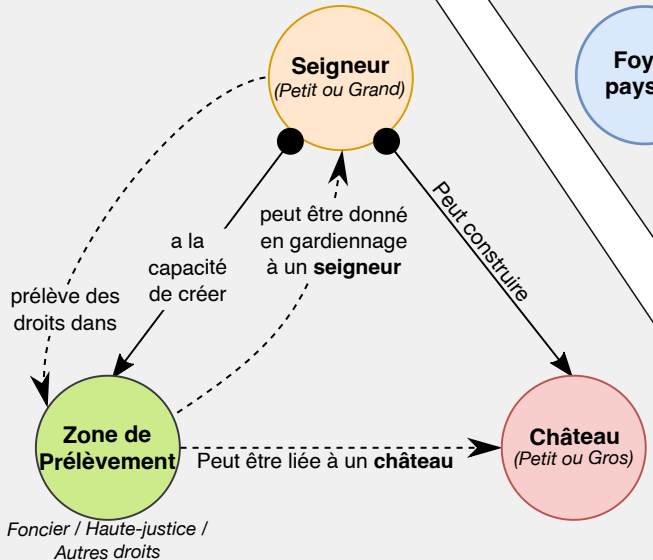 Seigneur
(Petit ou Grand)
Foy
pays
peut être donné
en gardiennage
à un seigneur
Peut construire
a la
capacité
de créer
prélève des
droits dans
Zone de
Prélèvement
Peut être liée à un château
Château
(Petit ou Gros)
Foncier / Haute-justice /
Autres droits